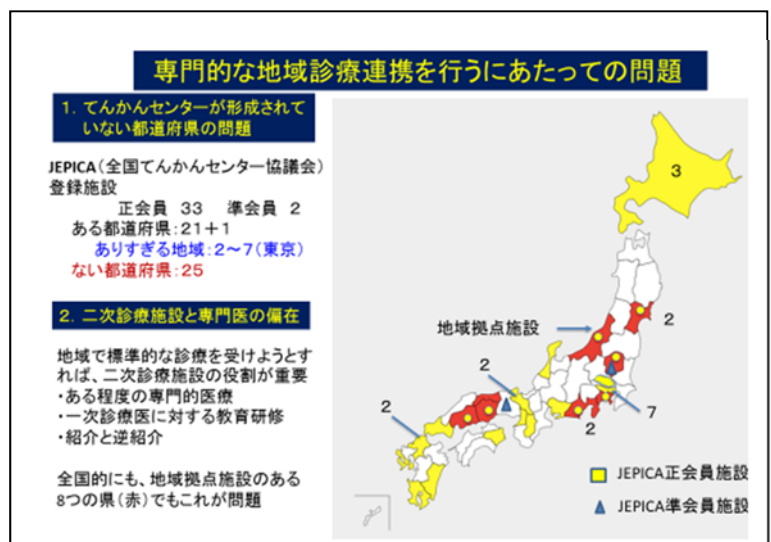 専門的な地域診療連携を行うにあたっての問題
1. てんかんセンターが形成されて
いない都道府県の問題
JEPICA(全国てんかんセンター協議会)
登録施設
正会員 33 準会員 2
ある都道府県:21+1
ありすぎる地域:2~7(東京)
ない都道府県:25
2. 二次診療施設と専門医の偏在
地域で標準的な診療を受けようとす
れば、二次診療施設の役割が重要
・ある程度の専門的医療
・一次診療医に対する教育研修
・紹介と逆紹介
全国的にも、地域拠点施設のある
8つの県(赤)でもこれが問題
3
地域拠点施設
2
2
2
7
2
JEPICA正会員施設
JEPICA準会員施設